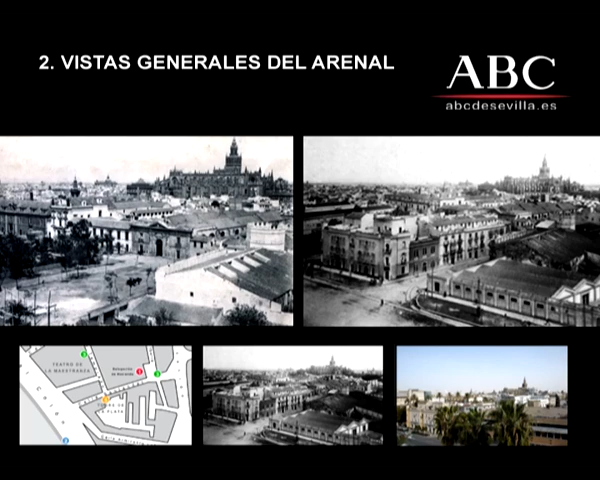 2. VISTAS GENERALES DEL ARENAL
ABC
abcdesevilla.es
TEATRO DE
LA MAESTRANZA